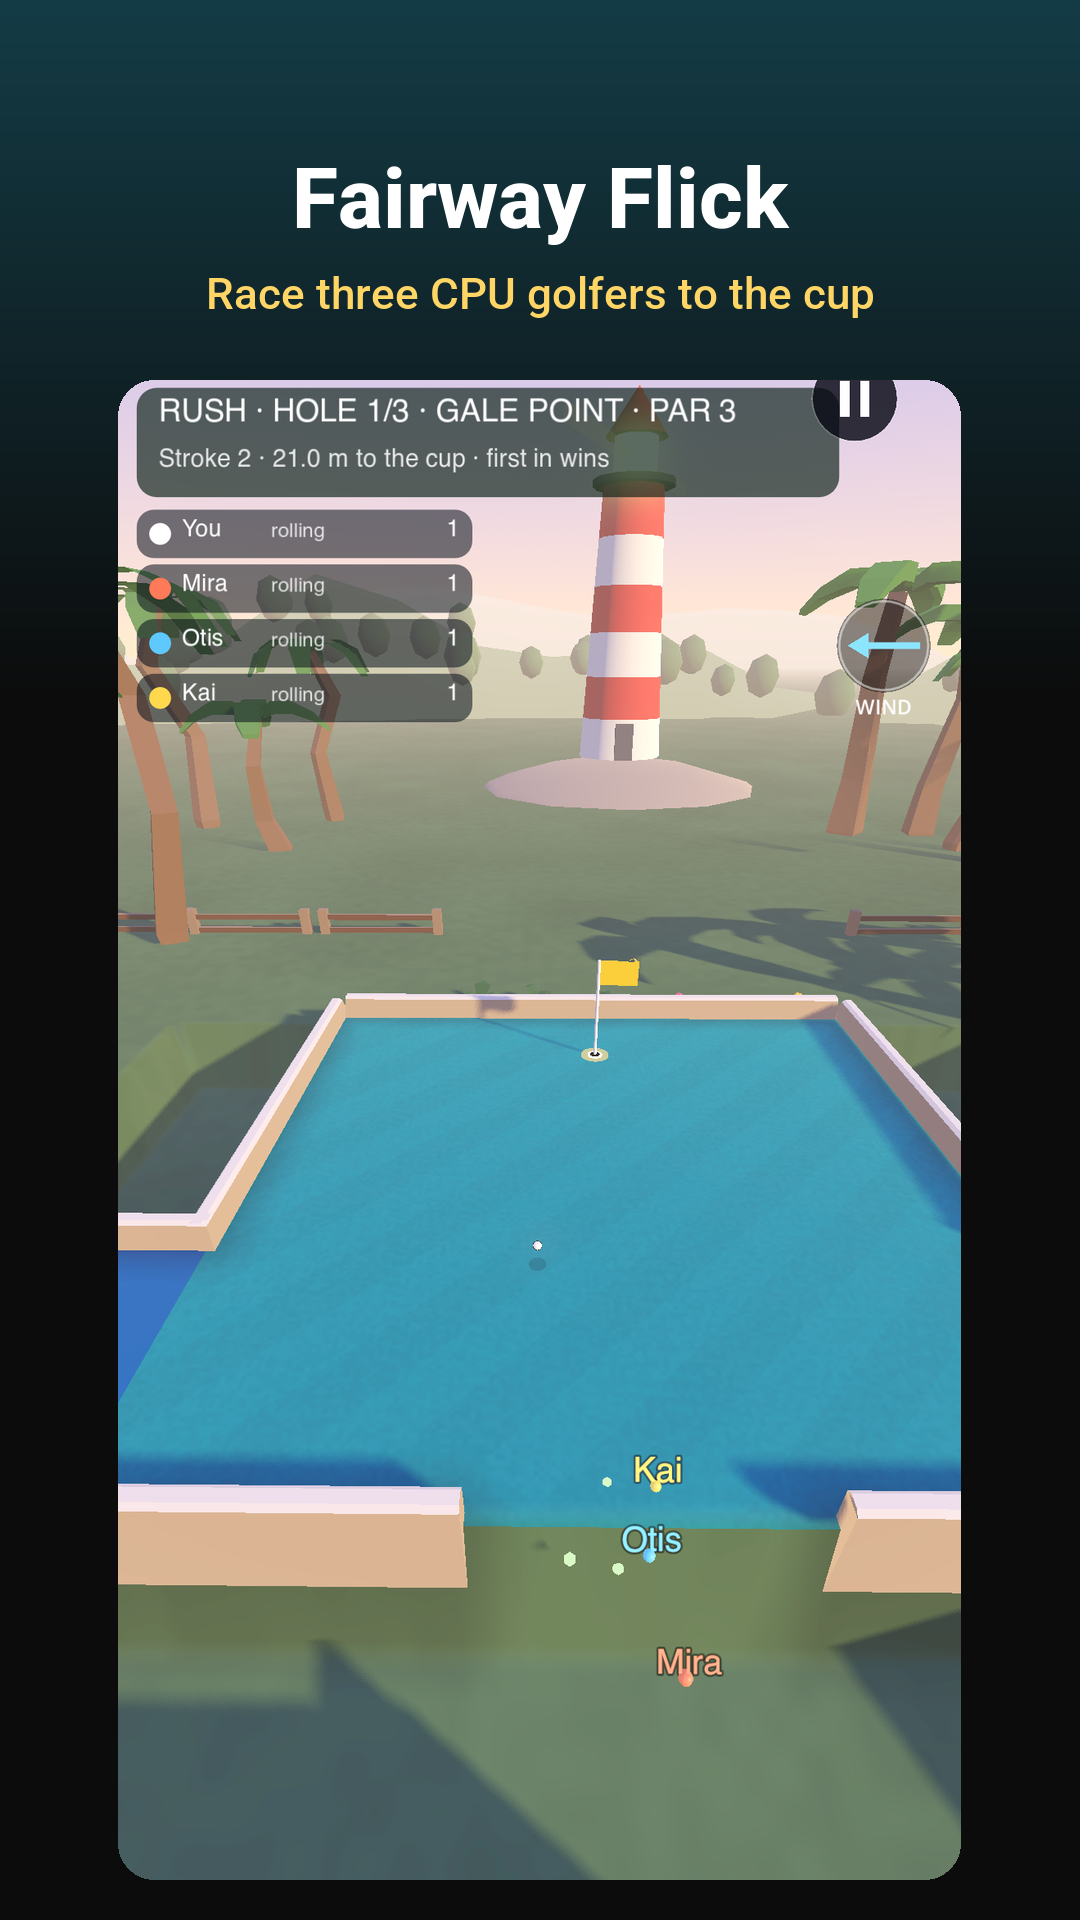 Fairway Flick
Race three CPU golfers to the cup
RUSH · HOLE 1/3 · GALE POINT · PAR 3
Stroke 2 · 21.0 m to the cup · first in wins
You rolling 1
Mira rolling 1
Otis rolling 1
Kai rolling 1
WIND
Kai
Otis
Mira